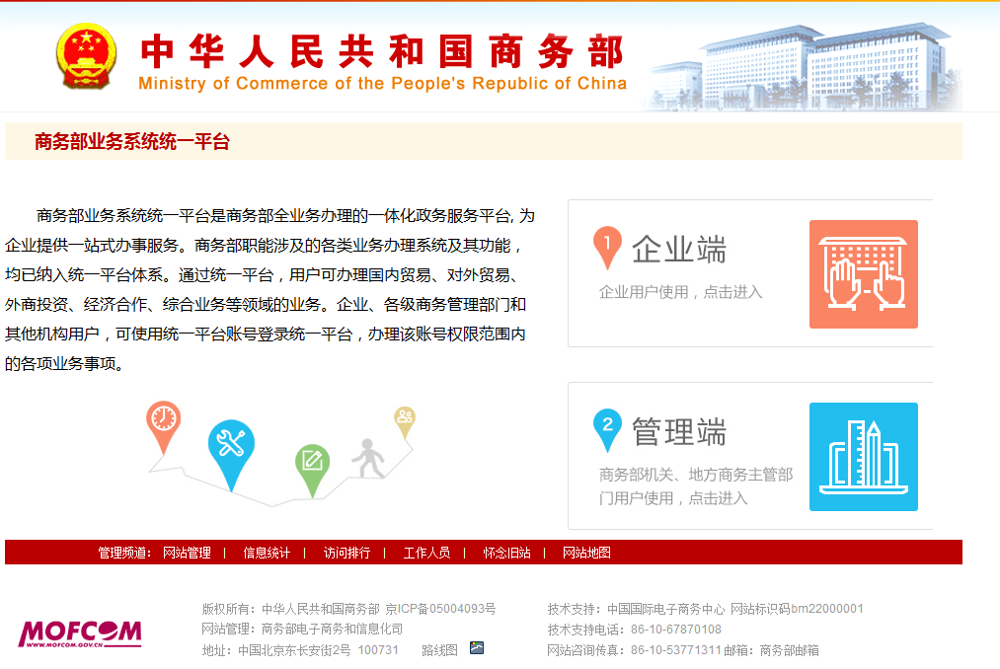 中华人民共和国商务部
Ministry of Commerce of the People's Republic of China
商务部业务系统统一平台
商务部业务系统统一平台是商务部全业务办理的一体化政务服务平台, 为
企业提供一站式办事服务。商务部职能涉及的各类业务办理系统及其功能，
均已纳入统一平台体系。通过统一平台，用户可办理国内贸易、对外贸易、
外商投资、经济合作、综合业务等领域的业务。企业、各级商务管理部门和
其他机构用户，可使用统一平台账号登录统一平台，办理该账号权限范围内
的各项业务事项。
1 企业端
企业用户使用，点击进入
2 管理端
商务部机关、地方商务主管部
门用户使用，点击进入
管理频道： 网站管理 | 信息统计 | 访问排行 | 工作人员 | 怀念旧站 | 网站地图
MOFCOM
WWW.MOFCOM.GOV.CN
版权所有：中华人民共和国商务部 京ICP备05004093号
网站管理：商务部电子商务和信息化司
地址：中国北京东长安街2号 100731 路线图
技术支持：中国国际电子商务中心 网站标识码bm22000001
技术支持电话：86-10-67870108
网站咨询传真：86-10-53771311 邮箱：商务部邮箱